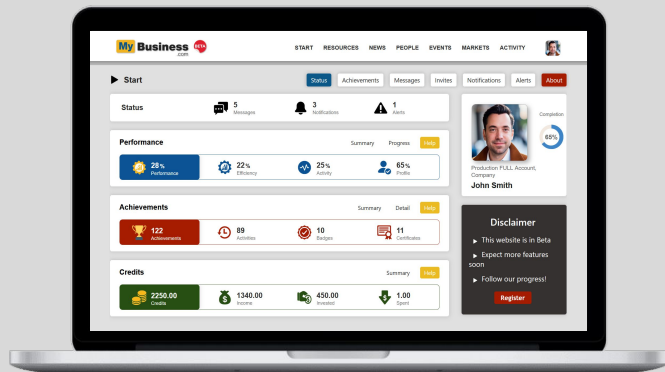 My Business BETA
.com
START RESOURCES NEWS PEOPLE EVENTS MARKETS ACTIVITY
Start
Status Achievements Messages Invites Notifications Alerts About
Status
5
Messages
3
Notifications
1
Alerts
Completion
65%
Production FULL Account,
Company
John Smith
Performance
Summary Progress Help
28%
Performance
22%
Efficiency
25%
Activity
65%
Profile
Achievements
Summary Detail Help
122
Achievements
89
Activities
10
Badges
11
Certificates
Disclaimer
This website is in Beta
Expect more features
soon
Follow our progress!
Register
Credits
Summary Help
2250.00
Credits
1340.00
Income
450.00
Invested
1.00
Spent